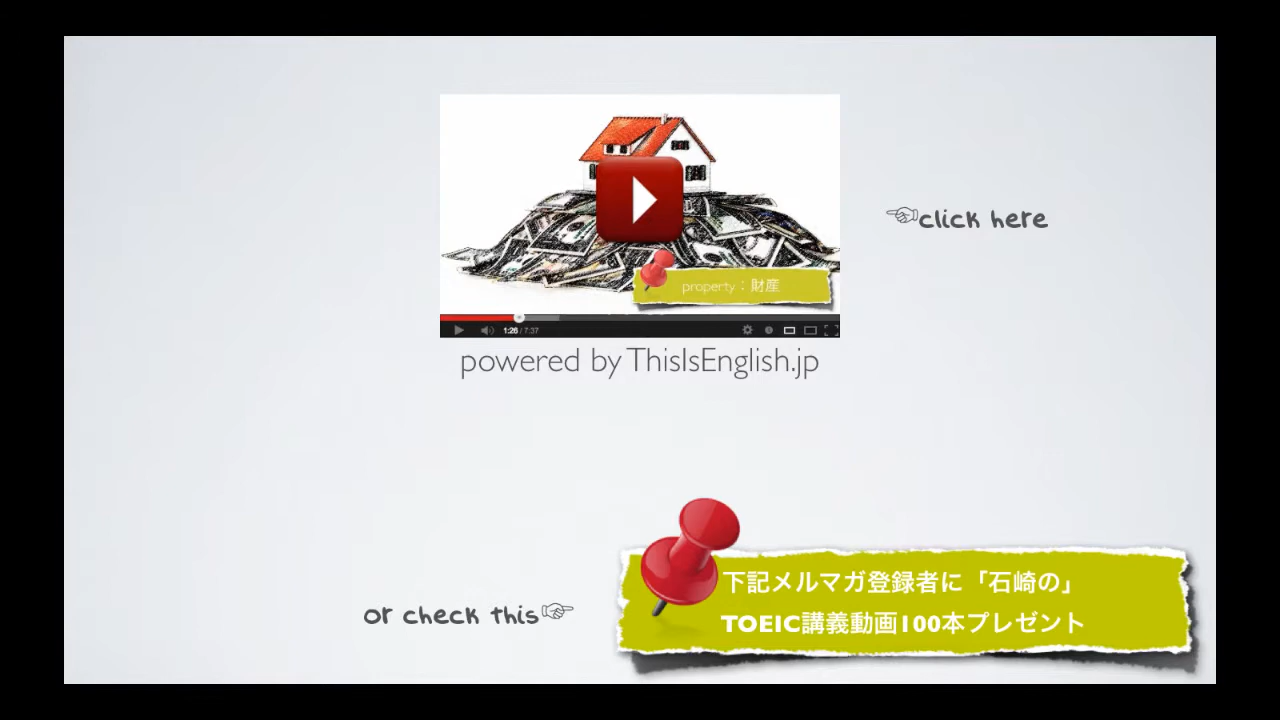 ☜click here
property：財産
1:26 / 7:37
powered by ThisIsEnglish.jp
下記メルマガ登録者に「石崎の」
or check this☞
TOEIC講義動画100本プレゼント